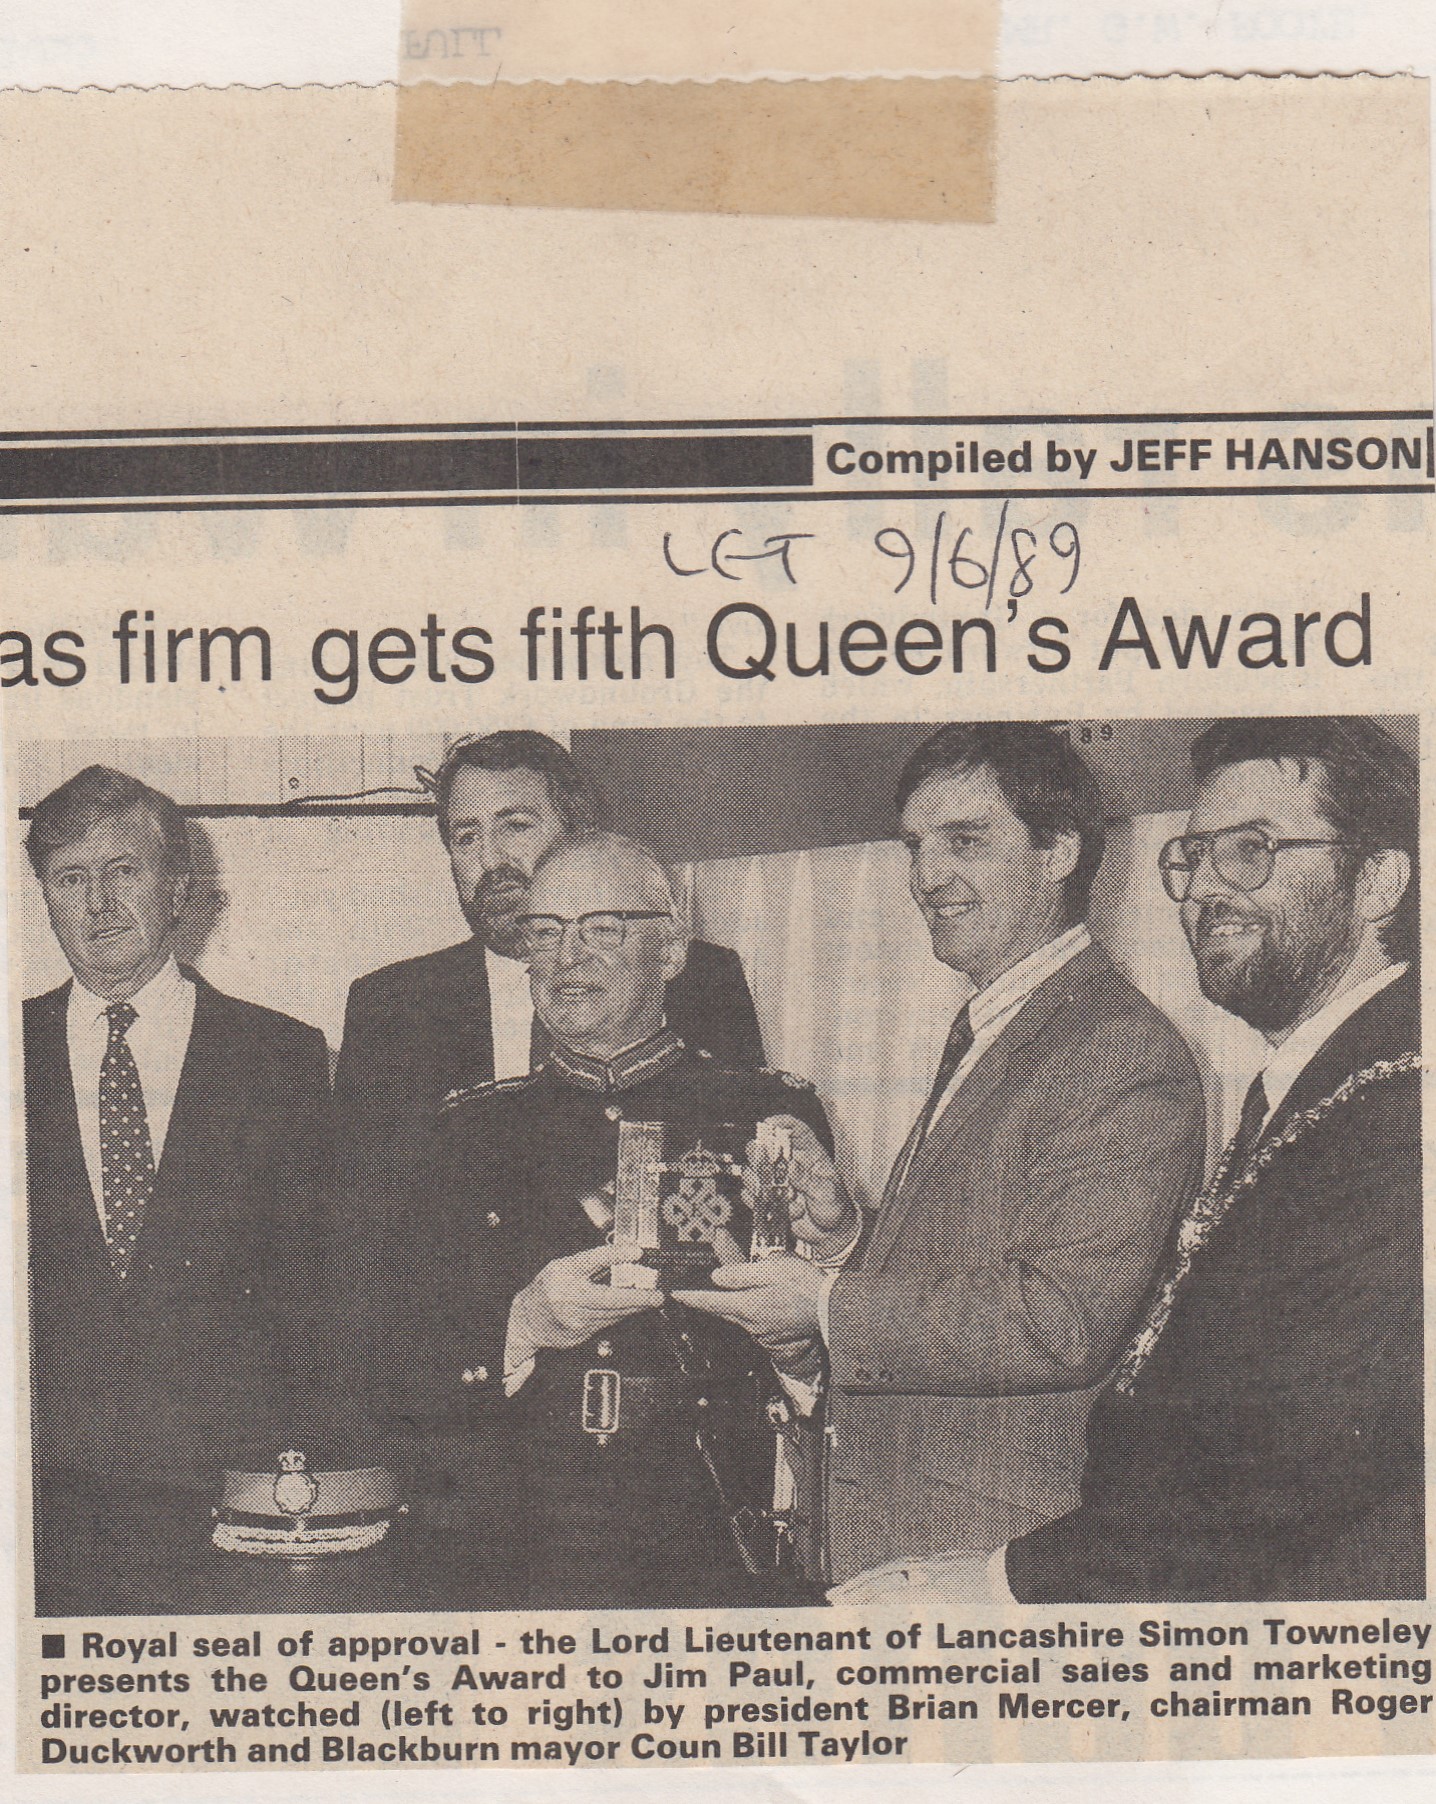 Compiled by JEFF HANSON
LET 9/6/89
as firm gets fifth Queen's Award
89
■ Royal seal of approval - the Lord Lieutenant of Lancashire Simon Towneley
presents the Queen's Award to Jim Paul, commercial sales and marketing
director, watched (left to right) by president Brian Mercer, chairman Roger
Duckworth and Blackburn mayor Coun Bill Taylor